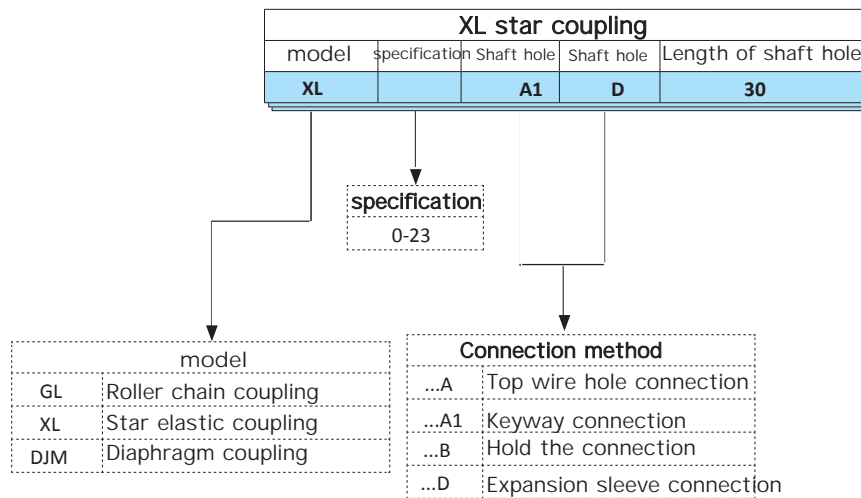 XL star coupling
model specification Shaft hole Shaft hole Length of shaft hole
XL A1 D 30
specification
0-23
model
GL Roller chain coupling
XL Star elastic coupling
DJM Diaphragm coupling
Connection method
...A Top wire hole connection
...A1 Keyway connection
...B Hold the connection
...D Expansion sleeve connection